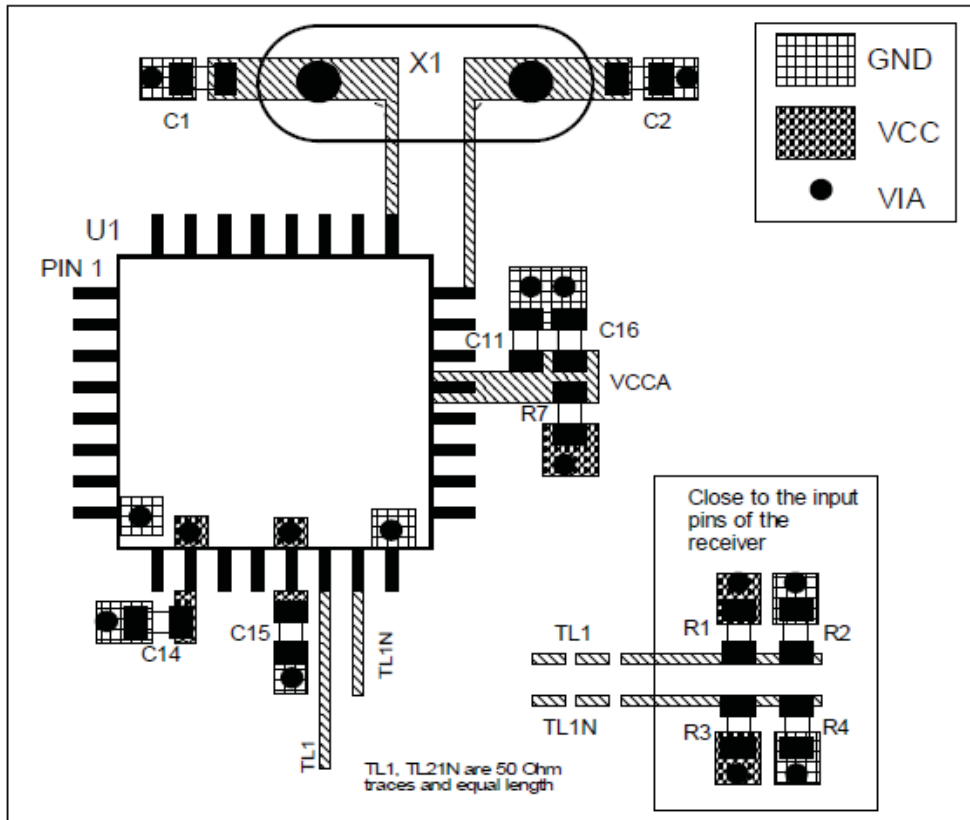 X1
C1
C2
GND
VCC
VIA
U1
PIN 1
C11
C16
VCCA
R7
C14
C15
TL1
TL1N
TL1, TL21N are 50 Ohm
traces and equal length
Close to the input
pins of the
receiver
R1
R2
TL1
TL1N
R3
R4